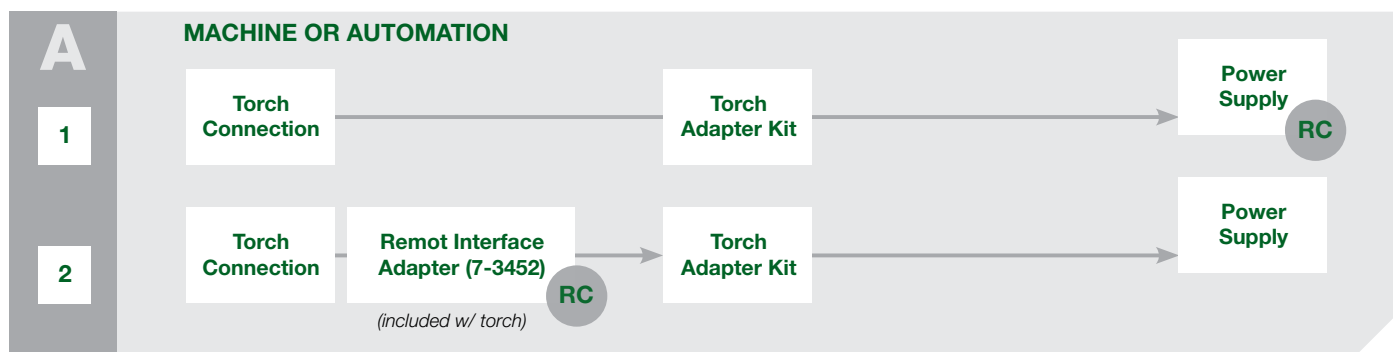 A
MACHINE OR AUTOMATION
1
Torch
Connection
Torch
Adapter Kit
Power
Supply
RC
2
Torch
Connection
Remot Interface
Adapter (7-3452)
RC
(included w/ torch)
Torch
Adapter Kit
Power
Supply